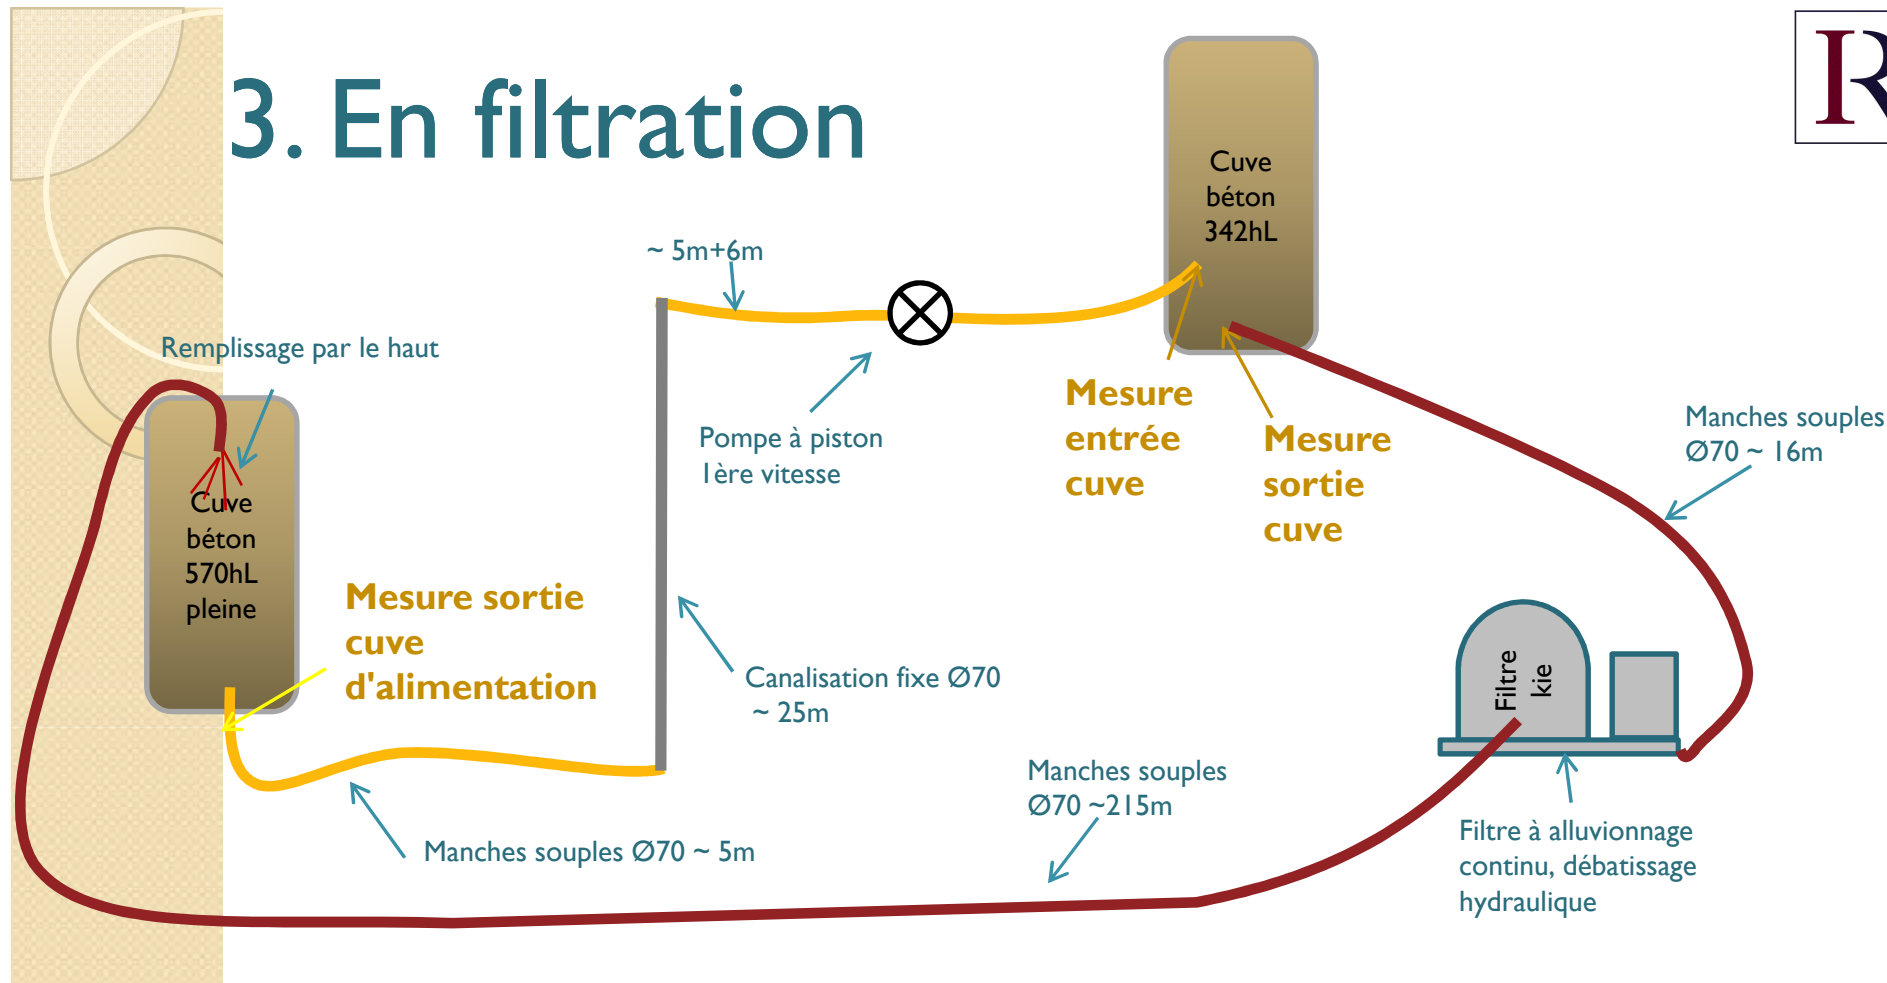 3. En filtration
IR
Cuve
béton
342hL
~ 5m+6m
Remplissage par le haut
Pompe à piston
1ère vitesse
Mesure
entrée
cuve
Mesure
sortie
cuve
Manches souples
Ø70 ~ 16m
Cuve
béton
570hL
pleine
Mesure sortie
cuve
d'alimentation
Canalisation fixe Ø70
~ 25m
Filtre
kie
Manches souples
Ø70 ~215m
Manches souples Ø70 ~ 5m
Filtre à alluvionnage
continu, débatissage
hydraulique